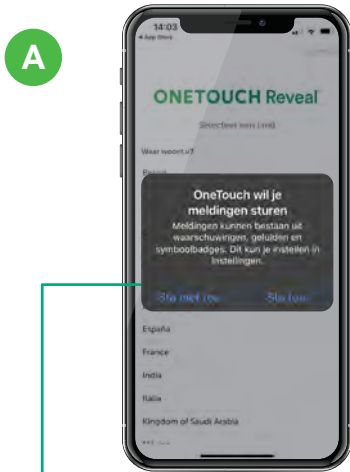 A
14:03
App Store
ONETOUCH Reveal
Selecteer een land.
Waar woont u?
OneTouch wil je
meldingen sturen
Meldingen kunnen bestaan uit
waarschuwingen, geluiden en
symboolbadges. Dit kun je instellen in
Instellingen.
Sta niet toe
Sta toe
España
France
India
Italia
Kingdom of Saudi Arabia